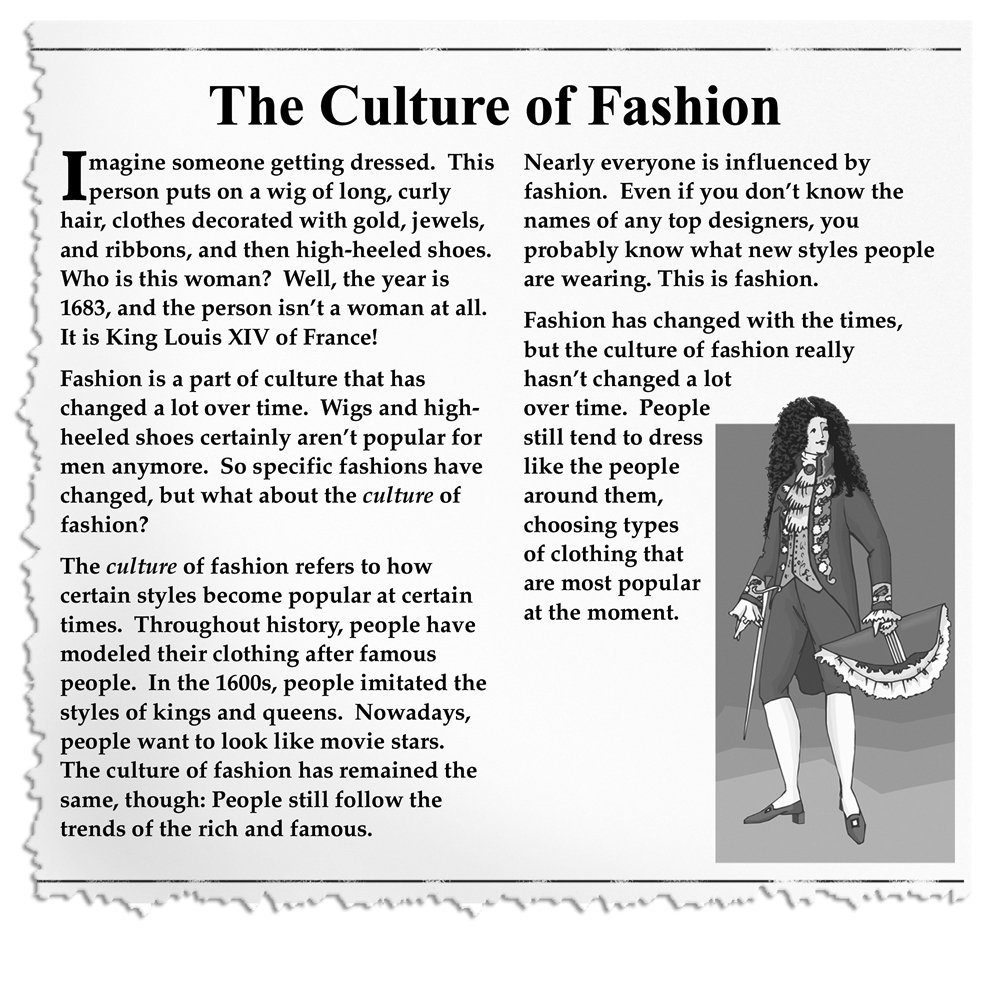 The Culture of Fashion
Imagine someone getting dressed.  This
person puts on a wig of long, curly
hair, clothes decorated with gold, jewels,
and ribbons, and then high-heeled shoes.
Who is this woman?  Well, the year is
1683, and the person isn't a woman at all.
It is King Louis XIV of France!
Fashion is a part of culture that has
changed a lot over time.  Wigs and high-
heeled shoes certainly aren't popular for
men anymore.  So specific fashions have
changed, but what about the culture of
fashion?
The culture of fashion refers to how
certain styles become popular at certain
times.  Throughout history, people have
modeled their clothing after famous
people.  In the 1600s, people imitated the
styles of kings and queens.  Nowadays,
people want to look like movie stars.
The culture of fashion has remained the
same, though: People still follow the
trends of the rich and famous.
Nearly everyone is influenced by
fashion.  Even if you don't know the
names of any top designers, you
probably know what new styles people
are wearing. This is fashion.
Fashion has changed with the times,
but the culture of fashion really
hasn't changed a lot
over time.  People
still tend to dress
like the people
around them,
choosing types
of clothing that
are most popular
at the moment.